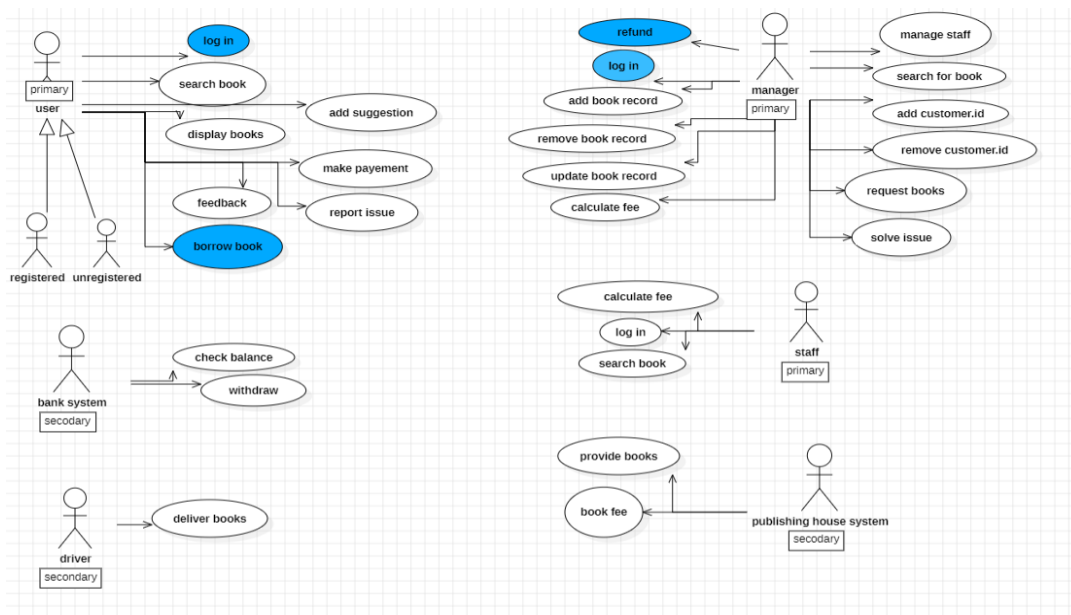 log in
search book
primary
user
add suggestion
display books
make payement
feedback
report issue
borrow book
registered
unregistered
refund
log in
manager
primary
add book record
remove book record
update book record
calculate fee
manage staff
search for book
add customer.id
remove customer.id
request books
solve issue
check balance
withdraw
bank system
secodary
calculate fee
log in
search book
staff
primary
deliver books
driver
secondary
provide books
book fee
publishing house system
secodary